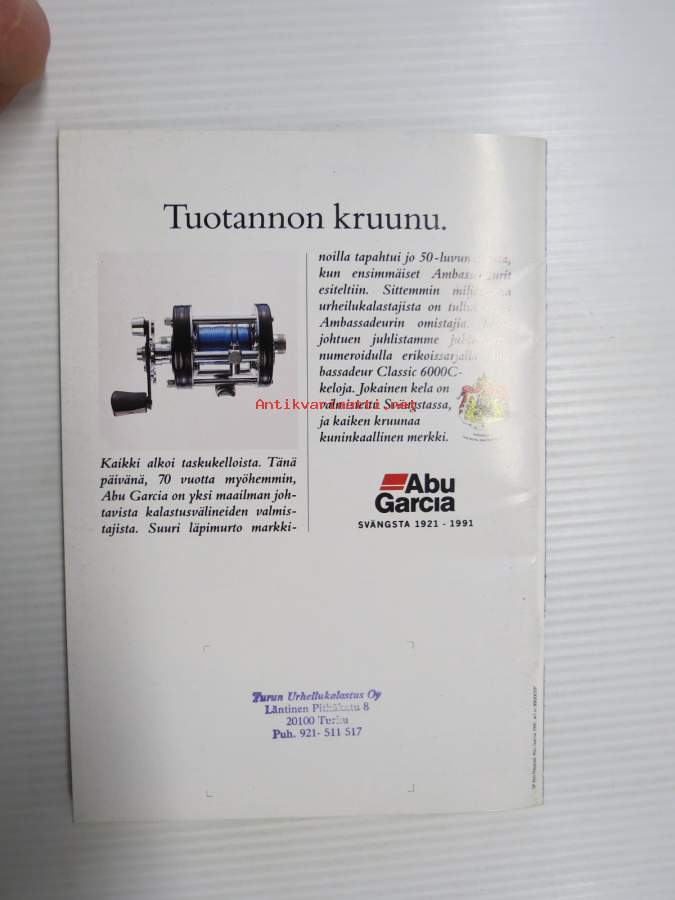 Tuotannon kruunu.
Kaikki alkoi taskukelloista. Tänä
päivänä, 70 vuotta myöhemmin,
Abu Garcia on yksi maailman joh-
tavista kalastusvälineiden valmis-
tajista. Suuri läpimurto markki-
noilla tapahtui jo 50-luvun
kun ensimmäiset
esiteltiin. Sittemmin
urheilukalastajista on
Ambassadeurin omistajia.
johtuen juhlistamme
numeroidulla erikoissarjalla
bassadeur Classic 6000C-
keloja. Jokainen kela on
valmistettu Svängstassa,
ja kaiken kruunaa
kuninkaallinen merkki.
Antikvariaatti.net
Abu
Garcia
SVÄNGSTA 1921 - 1991
Turun Urheilukalastus Oy
Läntinen Pitkäkatu 8
20100 Turku
Puh. 921- 511 517